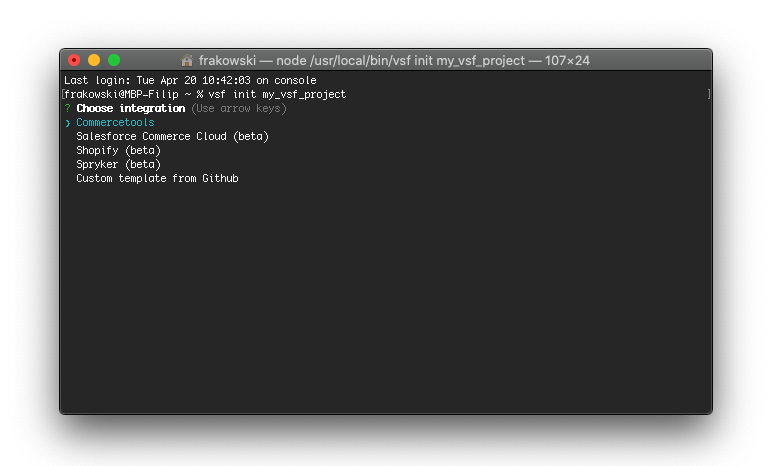 frakowski — node /usr/local/bin/vsf init my_vsf_project — 107×24
Last login: Tue Apr 20 10:42:03 on console
[frakowski@MBP-Filip ~ % vsf init my_vsf_project ]
? Choose integration (Use arrow keys)
❯ Commercetools
Salesforce Commerce Cloud (beta)
Shopify (beta)
Spryker (beta)
Custom template from Github